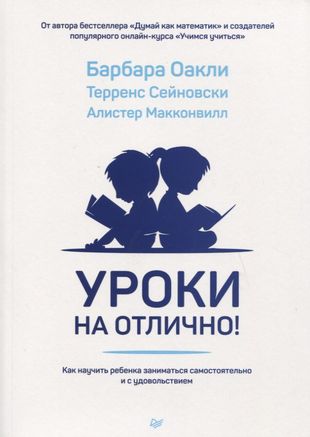 От автора бестселлера «Думай как математик» и создателей
популярного онлайн-курса «Учимся учиться»
Барбара Оакли
Терренс Сейновски
Алистер Макконвилл
УРОКИ
НА ОТЛИЧНО!
Как научить ребенка заниматься самостоятельно
и с удовольствием